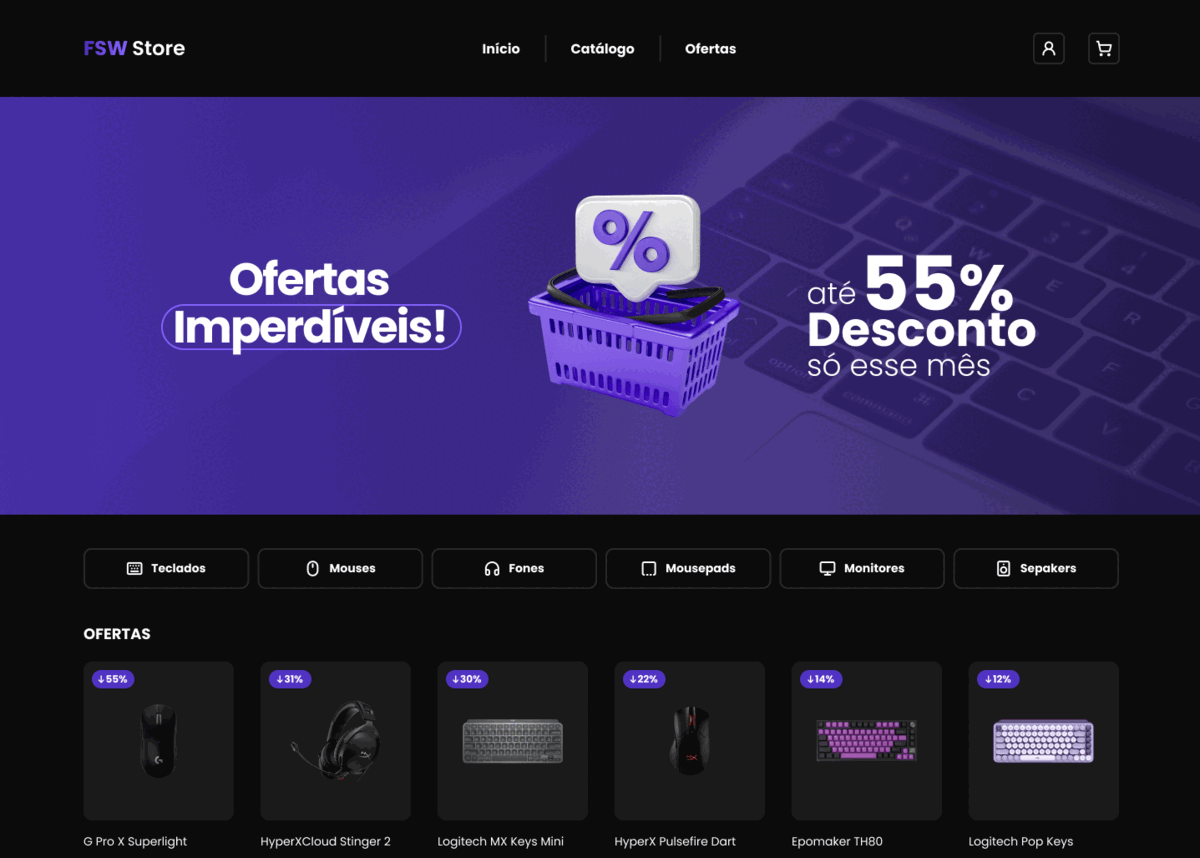 FSW Store
Início
Catálogo
Ofertas
Ofertas
Imperdíveis!
%
até 55%
Desconto
só esse mês
Teclados
Mouses
Fones
Mousepads
Monitores
Sepakers
OFERTAS
↓55%
↓31%
↓30%
↓22%
↓14%
↓12%
G Pro X Superlight
HyperXCloud Stinger 2
Logitech MX Keys Mini
HyperX Pulsefire Dart
Epomaker TH80
Logitech Pop Keys